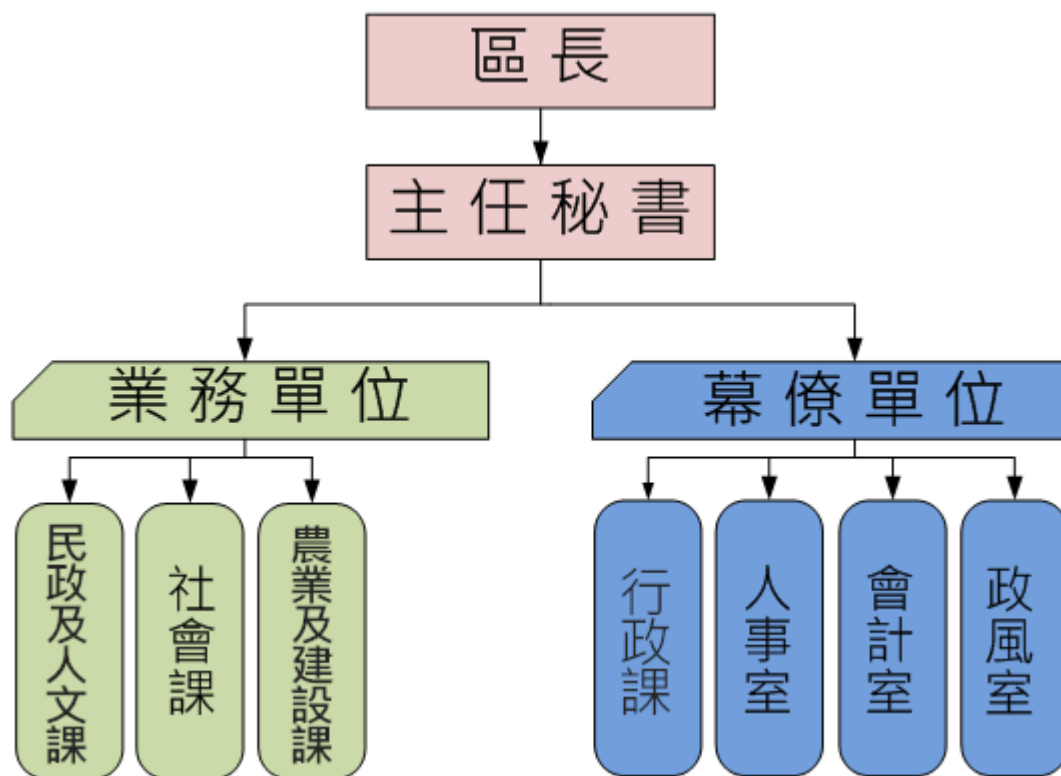 區長
主任秘書
業務單位
幕僚單位
民政及人文課
社會課
農業及建設課
行政課
人事室
會計室
政風室